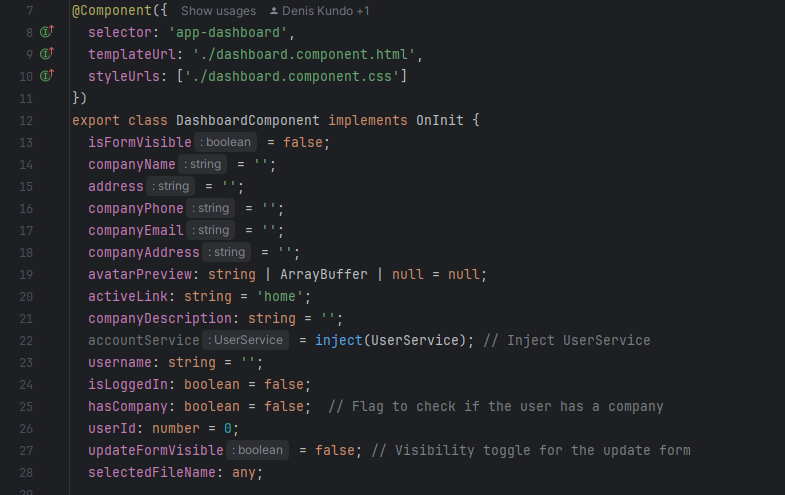 7 @Component({ Show usages Denis Kundo +1
8 selector: 'app-dashboard',
9 templateUrl: './dashboard.component.html',
10 styleUrls: ['./dashboard.component.css']
11 })
12 export class DashboardComponent implements OnInit {
13 isFormVisible : boolean = false;
14 companyName : string = '';
15 address : string = '';
16 companyPhone : string = '';
17 companyEmail : string = '';
18 companyAddress : string = '';
19 avatarPreview: string | ArrayBuffer | null = null;
20 activeLink: string = 'home';
21 companyDescription: string = '';
22 accountService : UserService = inject(UserService); // Inject UserService
23 username: string = '';
24 isLoggedIn: boolean = false;
25 hasCompany: boolean = false; // Flag to check if the user has a company
26 userId: number = 0;
27 updateFormVisible : boolean = false; // Visibility toggle for the update form
28 selectedFileName: any;